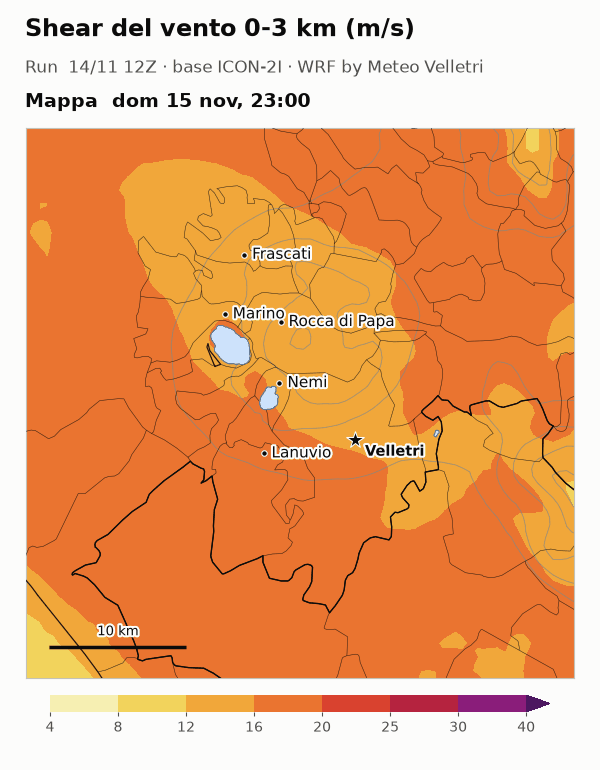 Shear del vento 0-3 km (m/s)
Run  14/11 12Z · base ICON-2I · WRF by Meteo Velletri
Mappa  dom 15 nov, 23:00
Frascati
Marino
Rocca di Papa
Nemi
Velletri
Lanuvio
10 km
4 8 12 16 20 25 30 40